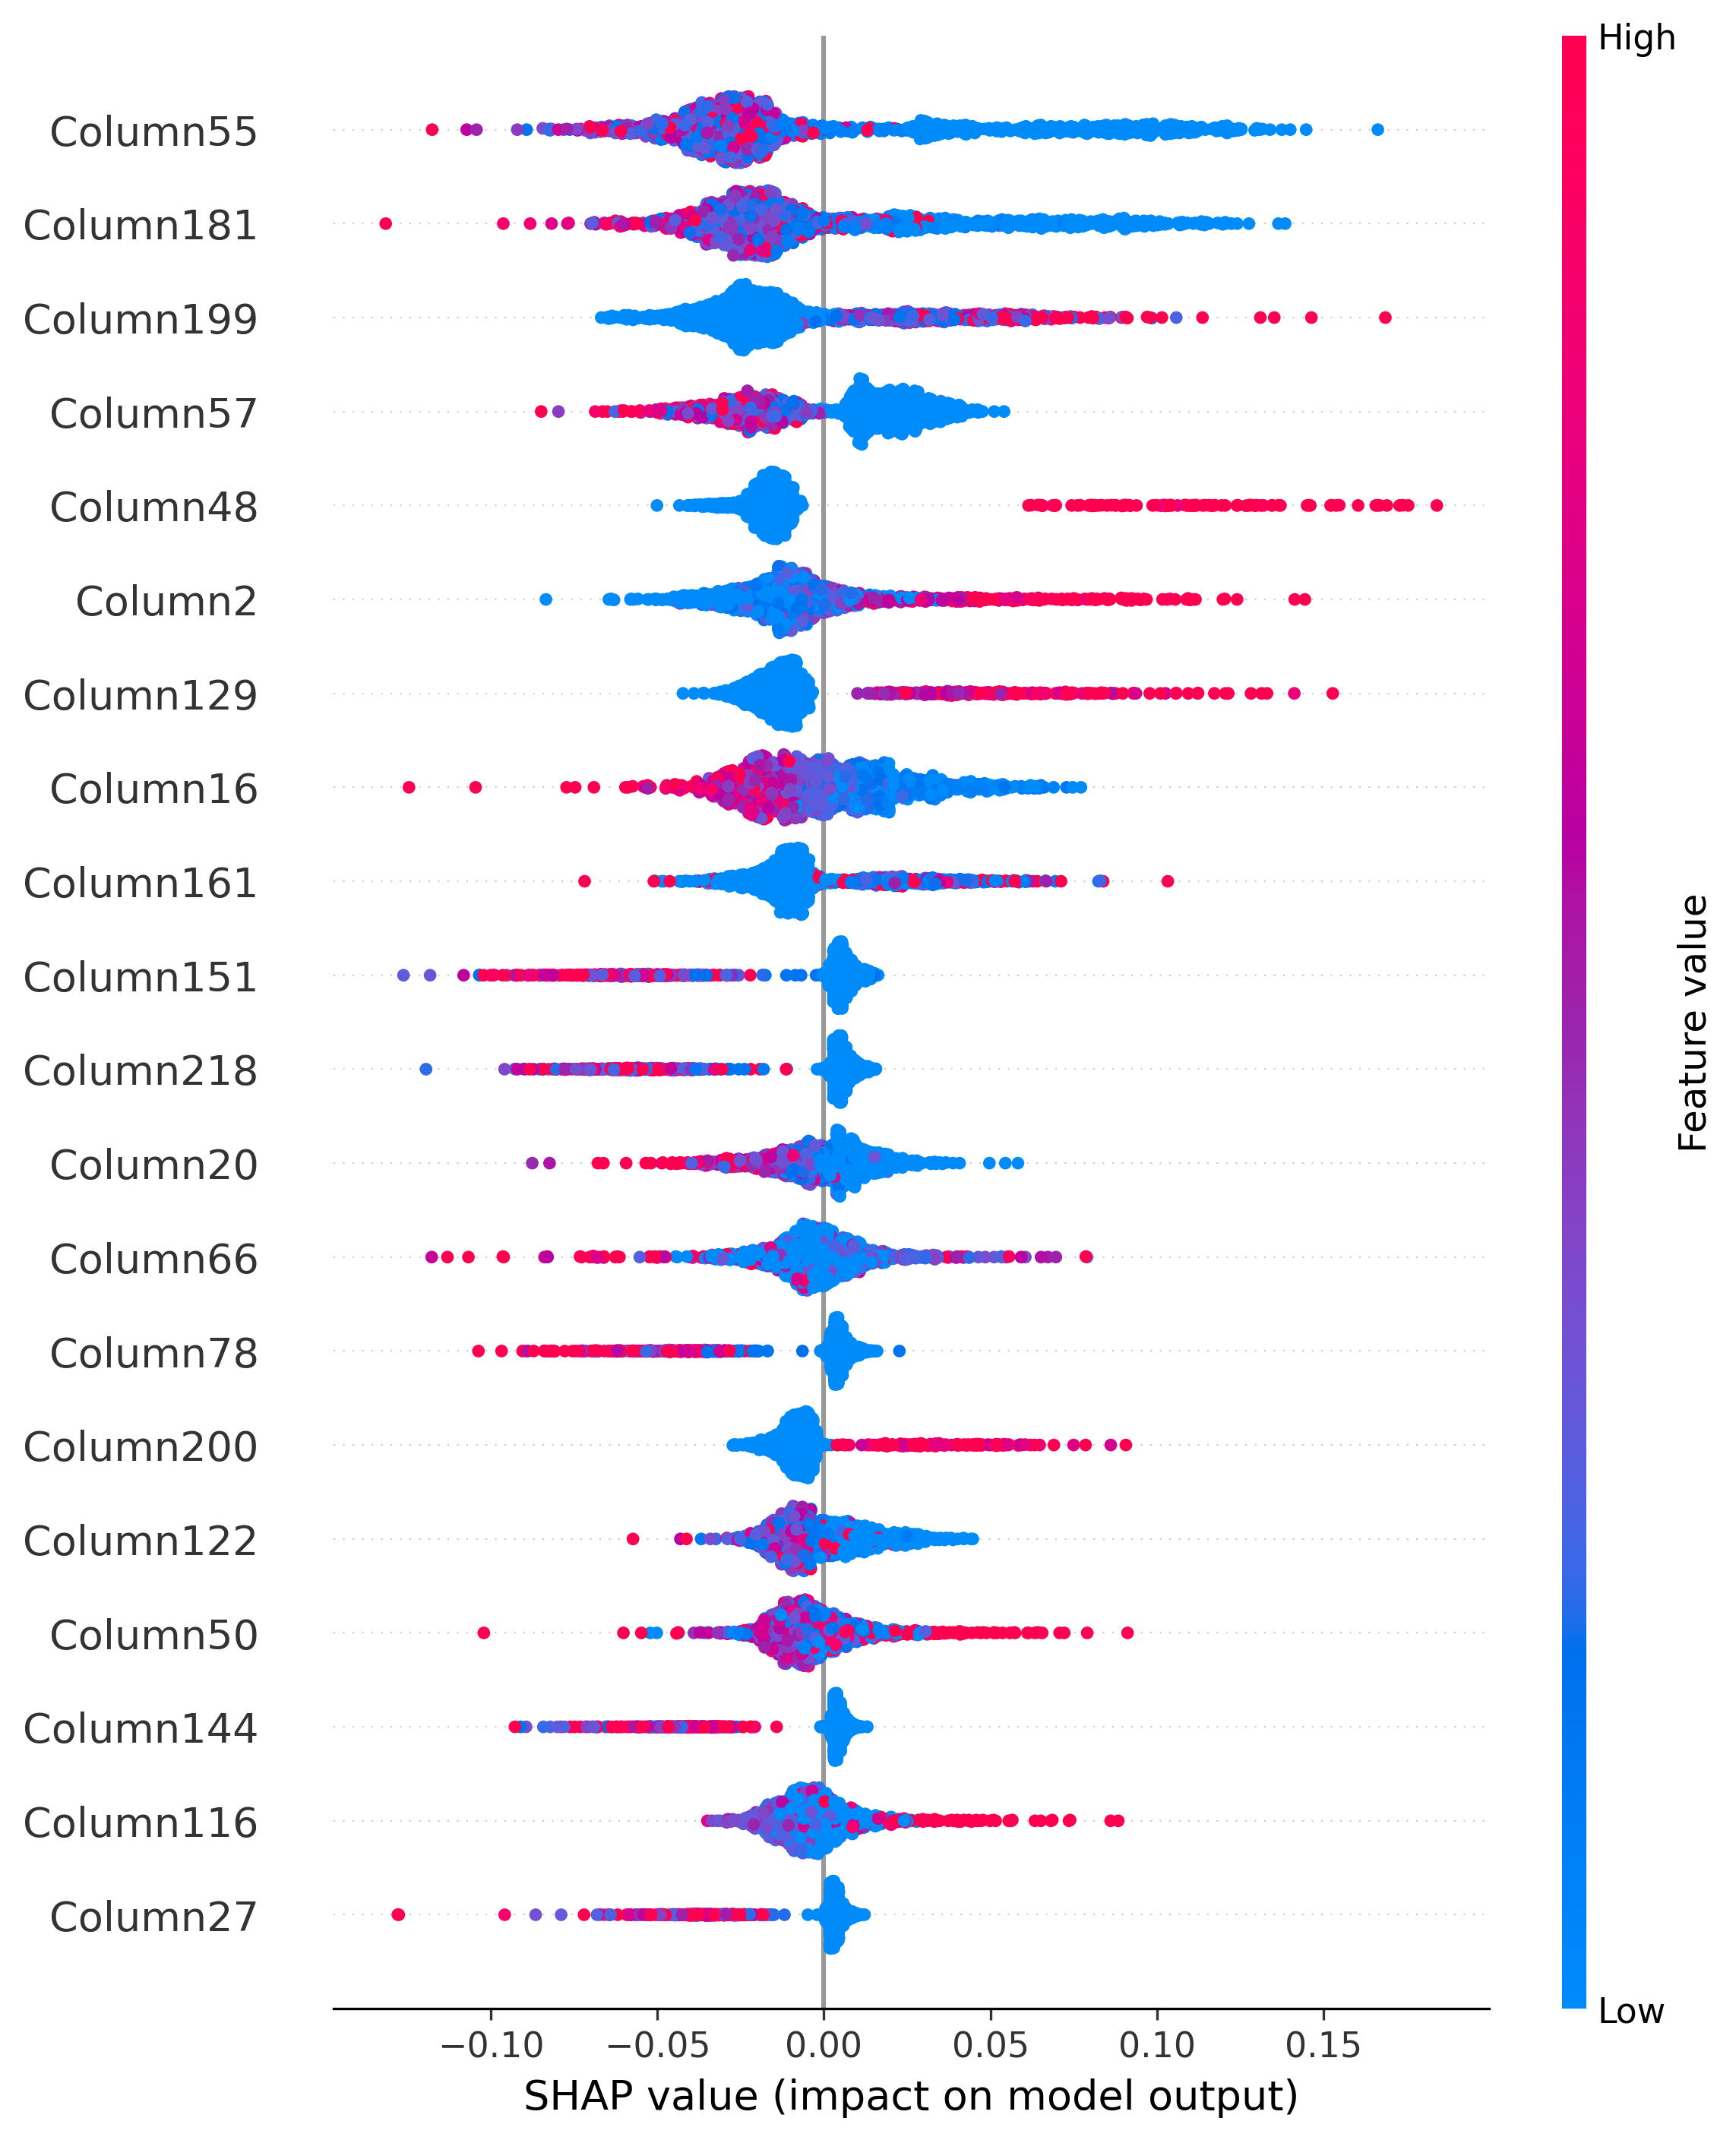 High
Column55
Column181
Column199
Column57
Column48
Column2
Column129
Column16
Column161
Column151
Column218
Column20
Column66
Column78
Column200
Column122
Column50
Column144
Column116
Column27
Feature value
Low
−0.10 −0.05 0.00 0.05 0.10 0.15
SHAP value (impact on model output)